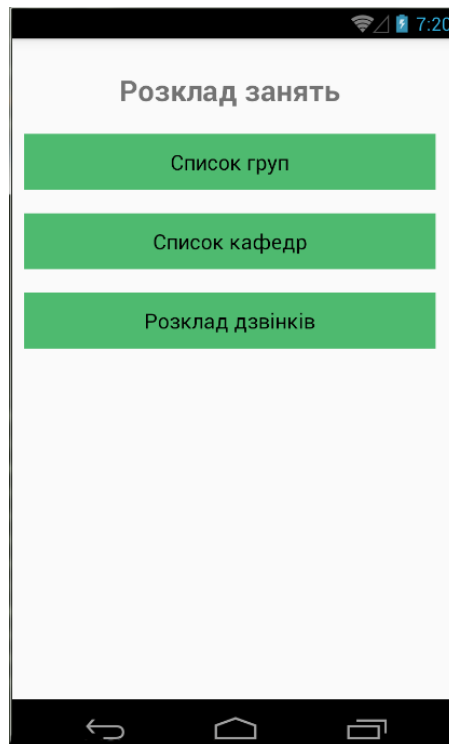 7:20
Розклад занять
Список груп
Список кафедр
Розклад дзвінків